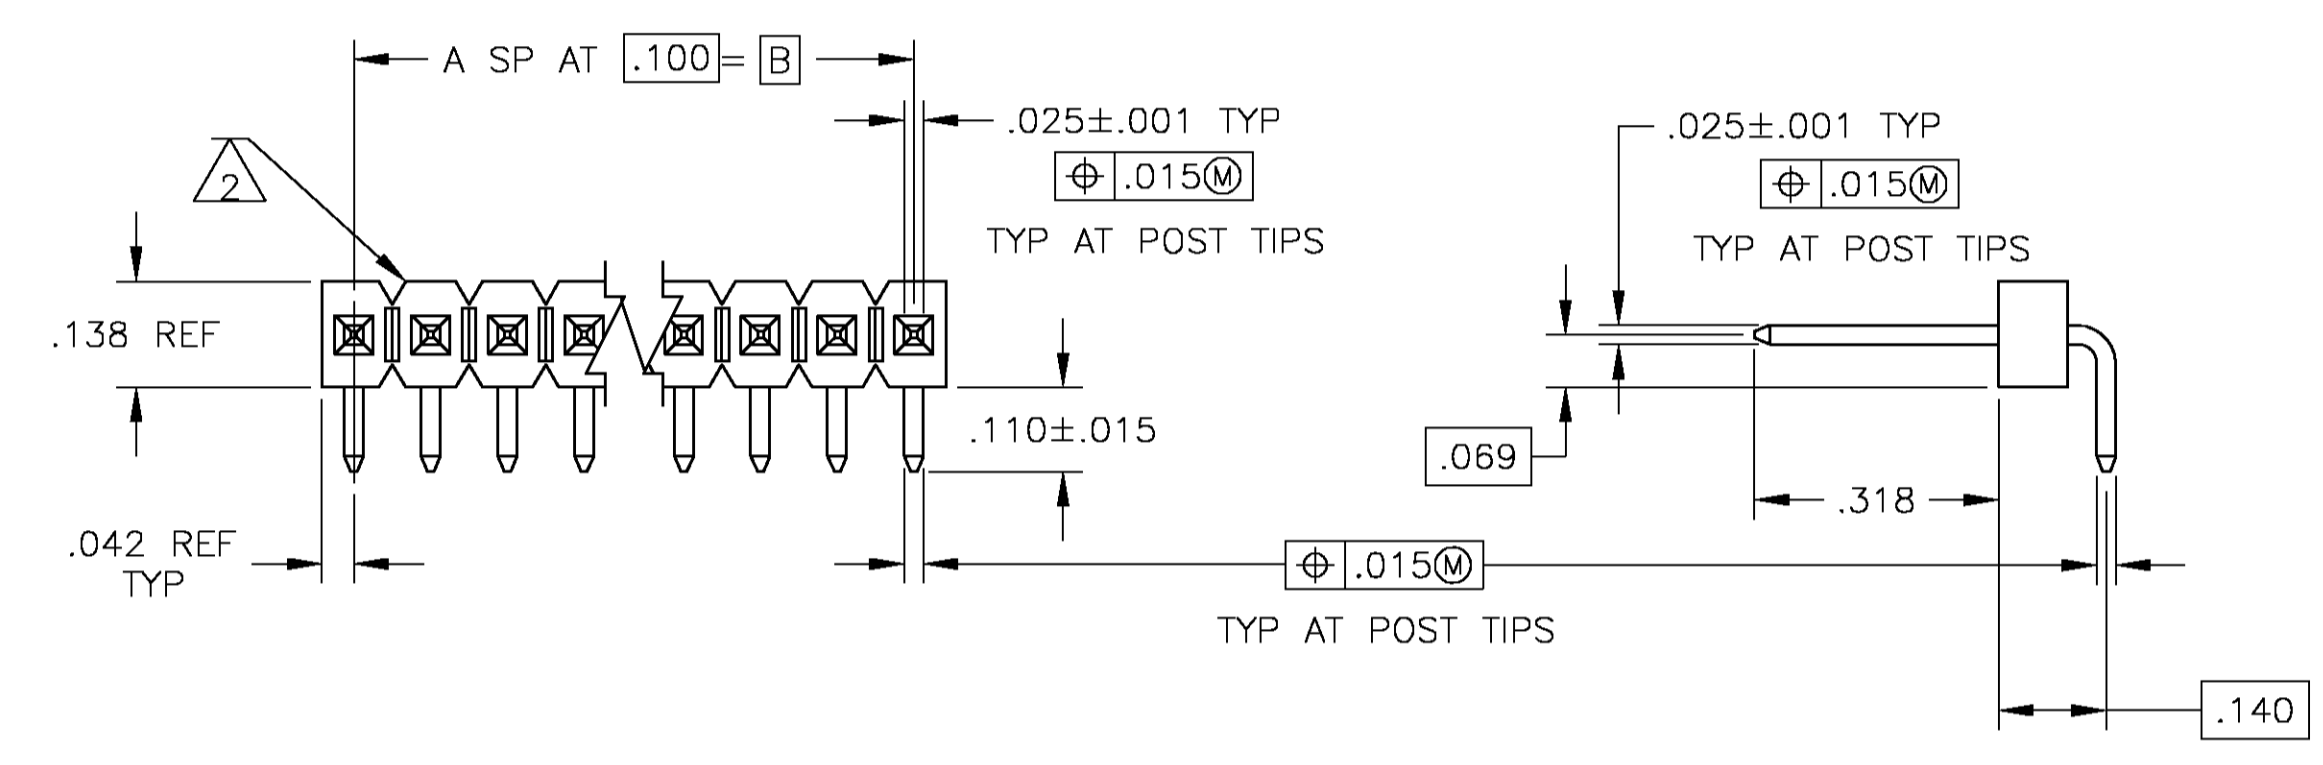 A SP AT .100 = B
.025±.001 TYP
⌖ .015Ⓜ
TYP AT POST TIPS
2
.138 REF
.110±.015
.042 REF
TYP
.025±.001 TYP
⌖ .015Ⓜ
TYP AT POST TIPS
.069
.318
⌖ .015Ⓜ
TYP AT POST TIPS
.140